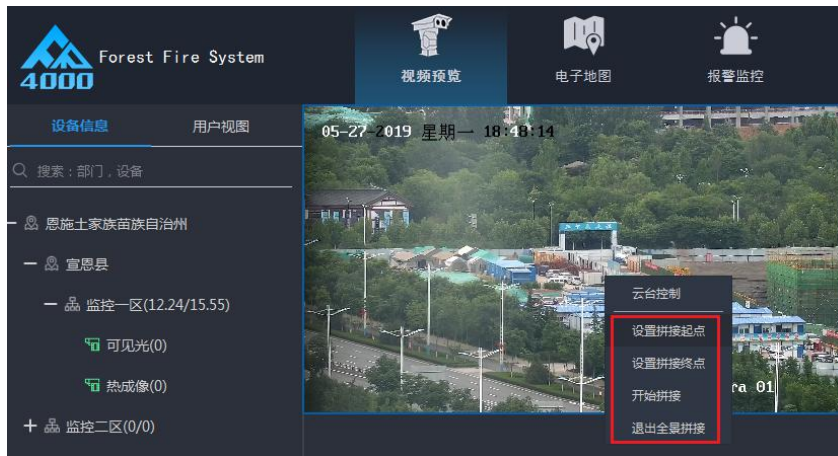 Forest Fire System
4000
视频预览
电子地图
报警监控
设备信息
用户视图
搜索：部门，设备
恩施土家族苗族自治州
宣恩县
监控一区(12.24/15.55)
可见光(0)
热成像(0)
监控二区(0/0)
05-27-2019 星期一 18:48:14
云台控制
设置拼接起点
设置拼接终点
开始拼接
退出全景拼接
ra 01